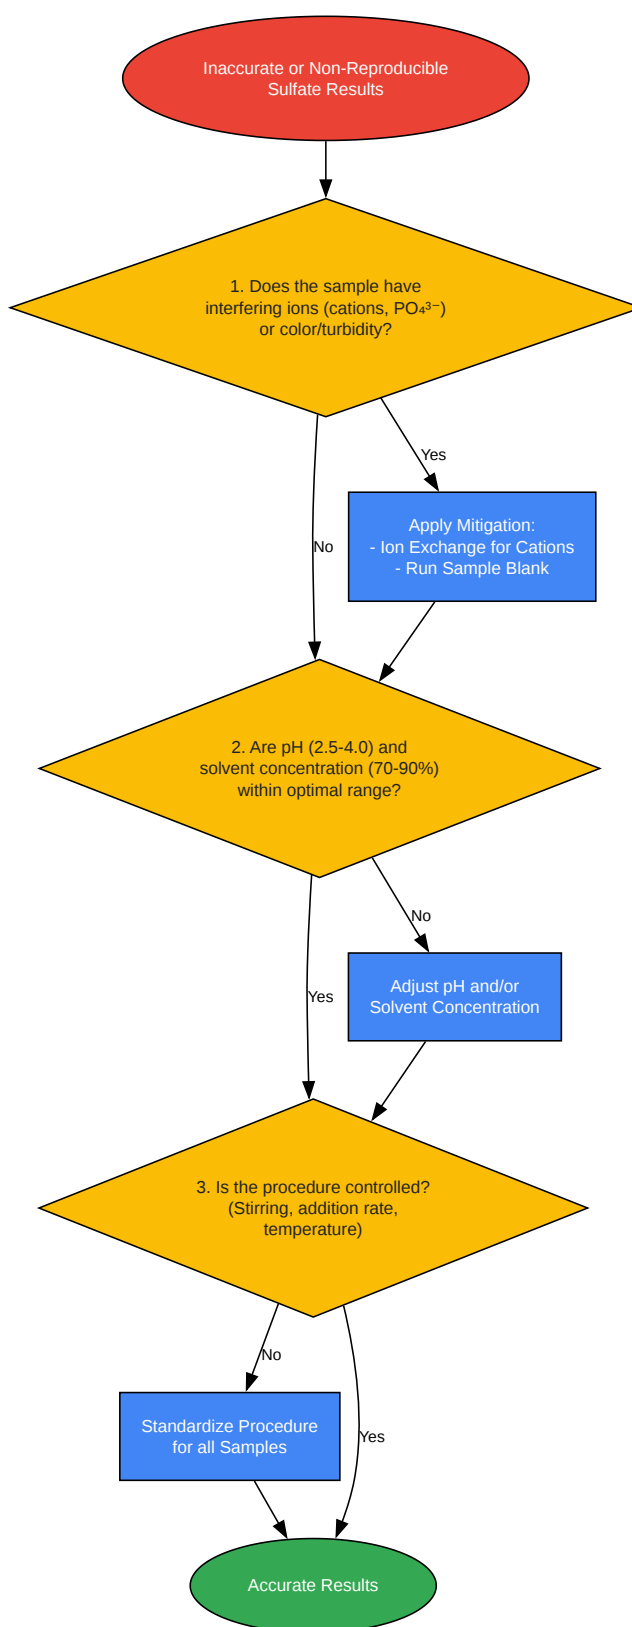 Inaccurate or Non-Reproducible
Sulfate Results
1. Does the sample have
interfering ions (cations, PO₄³⁻)
or color/turbidity?
Yes
Apply Mitigation:
- Ion Exchange for Cations
- Run Sample Blank
No
2. Are pH (2.5-4.0) and
solvent concentration (70-90%)
within optimal range?
No
Adjust pH and/or
Solvent Concentration
Yes
3. Is the procedure controlled?
(Stirring, addition rate,
temperature)
No
Standardize Procedure
for all Samples
Yes
Accurate Results